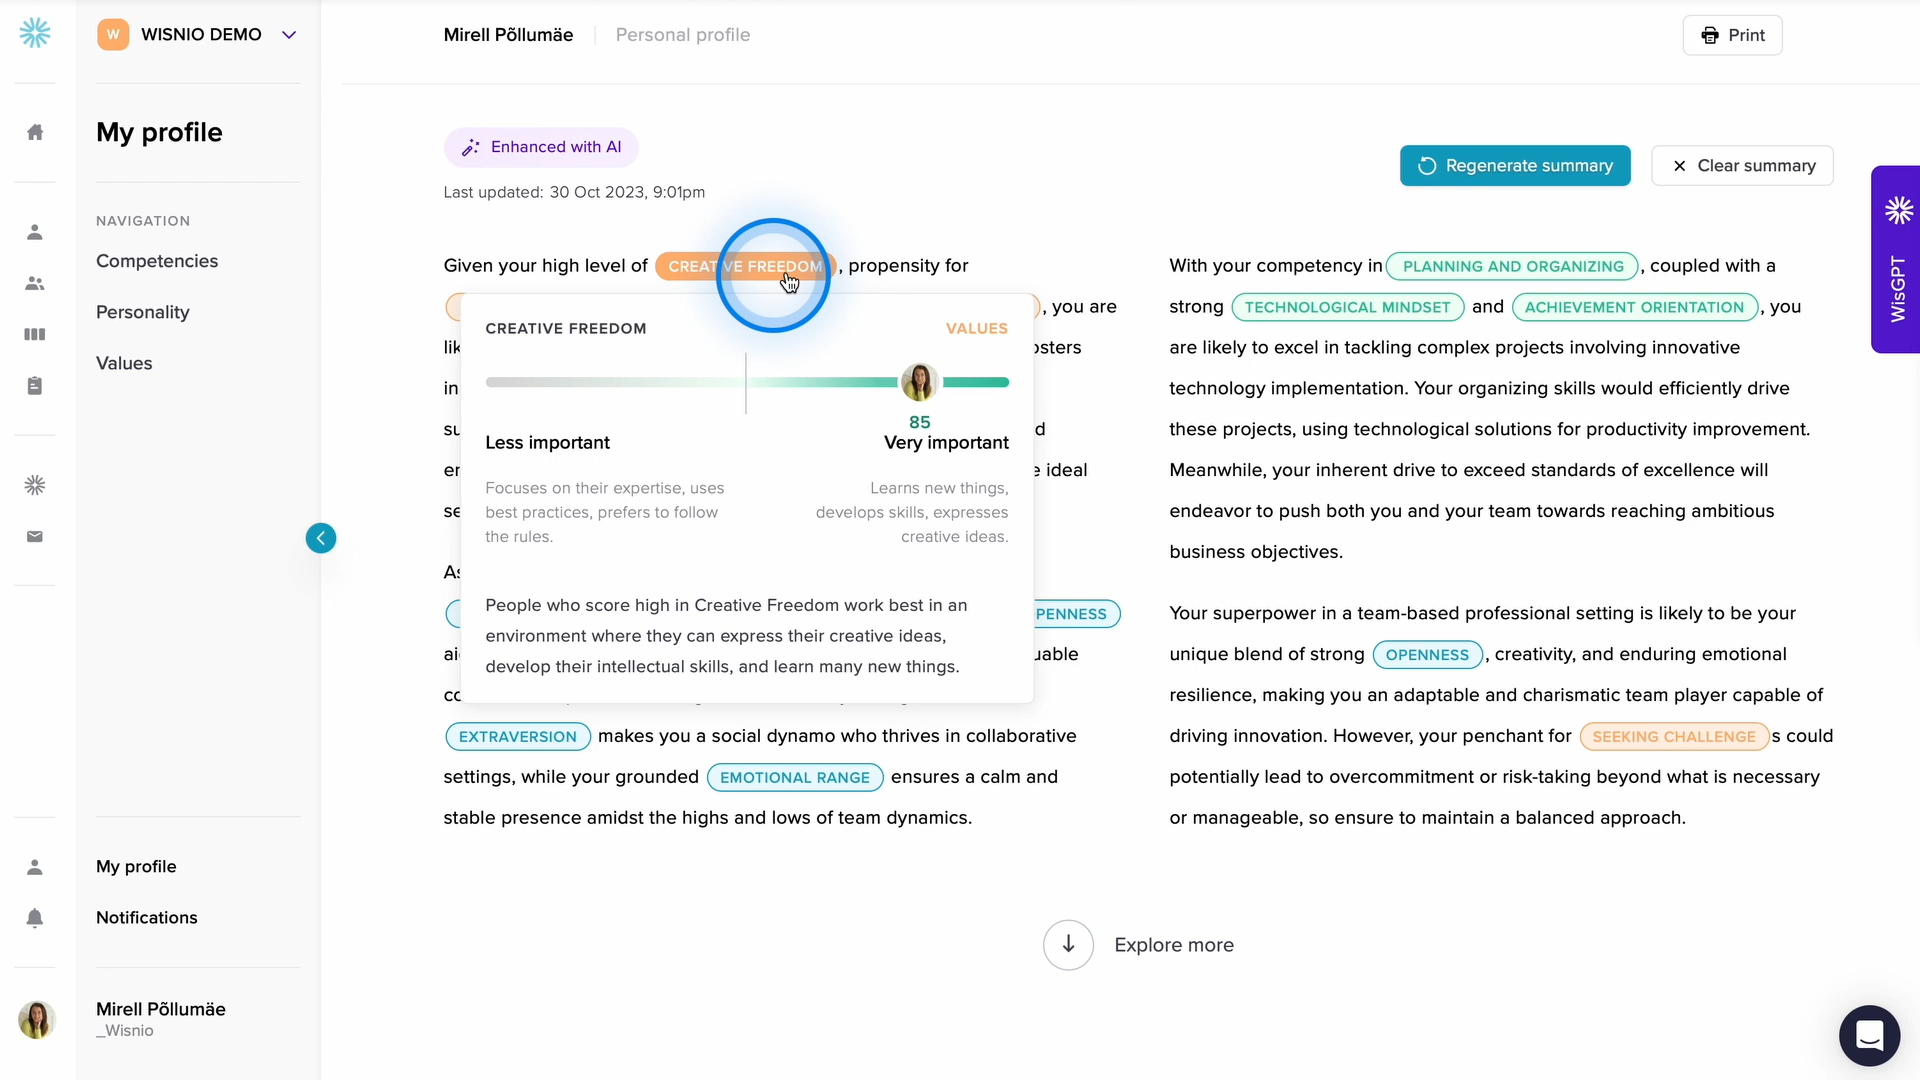 W WISNIO DEMO
Mirell Põllumäe
Personal profile
Print
My profile
NAVIGATION
Competencies
Personality
Values
My profile
Notifications
Mirell Põllumäe
_Wisnio
Enhanced with AI
Last updated: 30 Oct 2023, 9:01pm
Regenerate summary
Clear summary
WisGPT
Given your high level of CREATIVE FREEDOM , propensity for
, you are
CREATIVE FREEDOM
VALUES
85
Less important
Very important
Focuses on their expertise, uses
best practices, prefers to follow
the rules.
Learns new things,
develops skills, expresses
creative ideas.
People who score high in Creative Freedom work best in an
environment where they can express their creative ideas,
develop their intellectual skills, and learn many new things.
ideal
EXTRAVERSION makes you a social dynamo who thrives in collaborative
settings, while your grounded EMOTIONAL RANGE ensures a calm and
stable presence amidst the highs and lows of team dynamics.
With your competency in PLANNING AND ORGANIZING , coupled with a
strong TECHNOLOGICAL MINDSET and ACHIEVEMENT ORIENTATION , you
are likely to excel in tackling complex projects involving innovative
technology implementation. Your organizing skills would efficiently drive
these projects, using technological solutions for productivity improvement.
Meanwhile, your inherent drive to exceed standards of excellence will
endeavor to push both you and your team towards reaching ambitious
business objectives.
Your superpower in a team-based professional setting is likely to be your
unique blend of strong OPENNESS , creativity, and enduring emotional
resilience, making you an adaptable and charismatic team player capable of
driving innovation. However, your penchant for SEEKING CHALLENGE s could
potentially lead to overcommitment or risk-taking beyond what is necessary
or manageable, so ensure to maintain a balanced approach.
Explore more